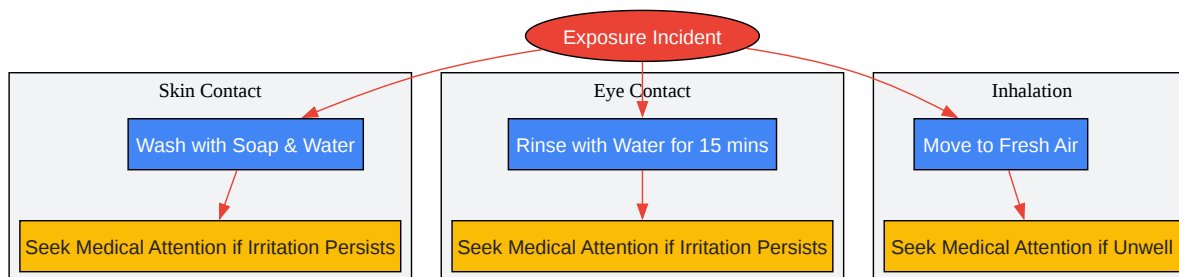 Exposure Incident
Skin Contact
Eye Contact
Inhalation
Wash with Soap & Water
Rinse with Water for 15 mins
Move to Fresh Air
Seek Medical Attention if Irritation Persists
Seek Medical Attention if Irritation Persists
Seek Medical Attention if Unwell